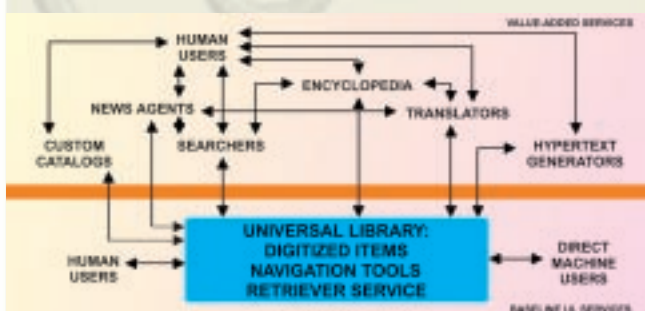 VALUE-ADDED SERVICES
HUMAN
USERS
ENCYCLOPEDIA
NEWS AGENTS
TRANSLATORS
CUSTOM
CATALOGS
SEARCHERS
HYPERTEXT
GENERATORS
UNIVERSAL LIBRARY:
DIGITIZED ITEMS
NAVIGATION TOOLS
RETRIEVER SERVICE
HUMAN
USERS
DIRECT
MACHINE
USERS
BASELINE UL SERVICES